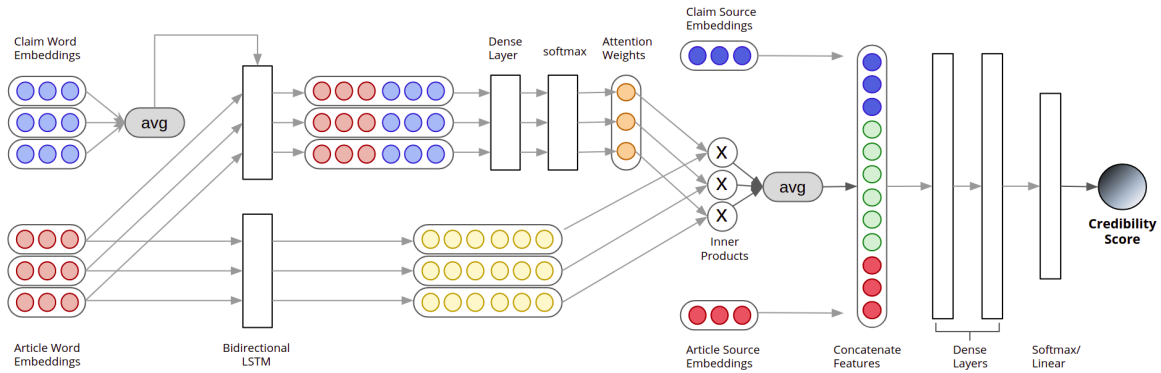 Claim Word
Embeddings
avg
Dense
Layer
softmax
Attention
Weights
Claim Source
Embeddings
X
X
X
Inner
Products
avg
Credibility
Score
Article Word
Embeddings
Bidirectional
LSTM
Article Source
Embeddings
Concatenate
Features
Dense
Layers
Softmax/
Linear